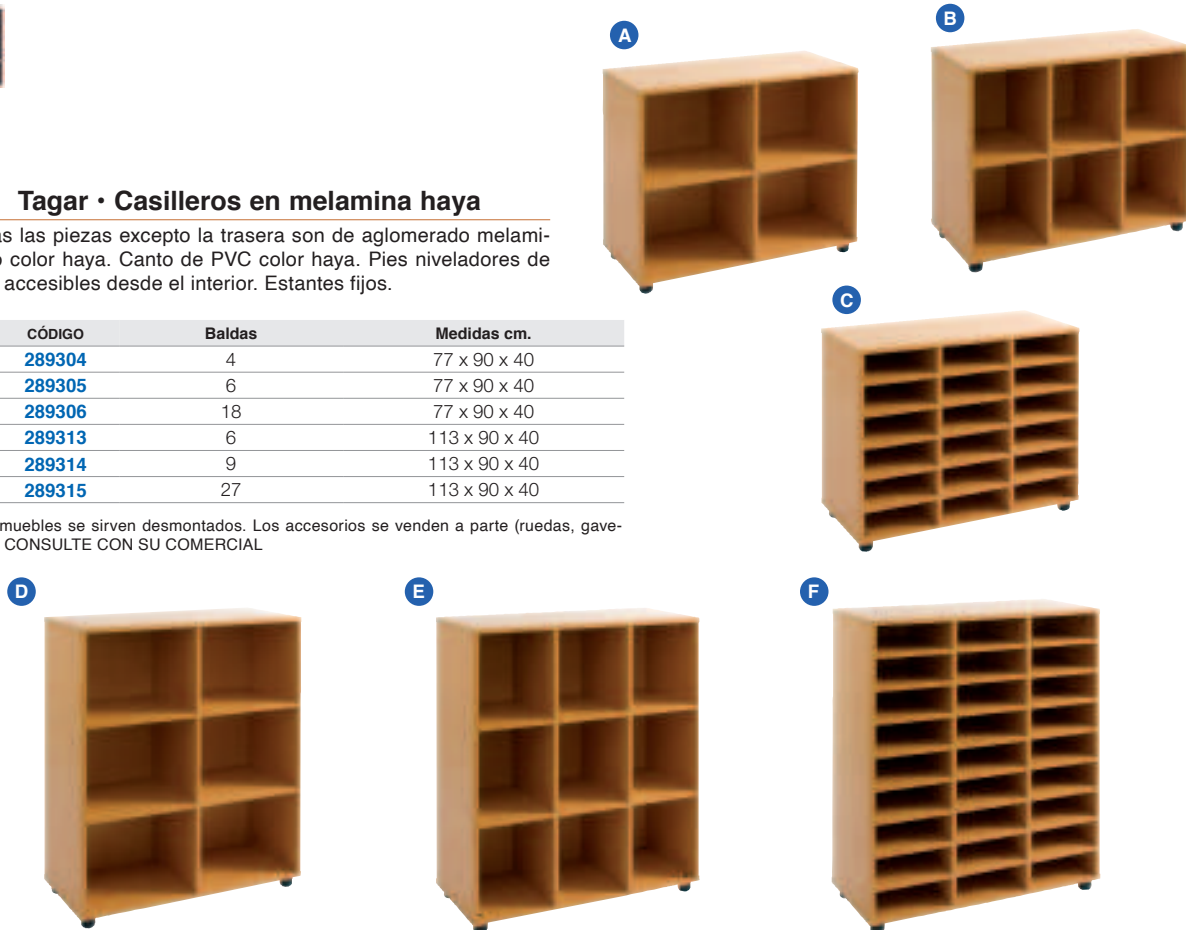 A
B
Tagar • Casilleros en melamina haya
as las piezas excepto la trasera son de aglomerado melami-
o color haya. Canto de PVC color haya. Pies niveladores de
accesibles desde el interior. Estantes fijos.
C
CÓDIGO Baldas Medidas cm.
289304 4 77 x 90 x 40
289305 6 77 x 90 x 40
289306 18 77 x 90 x 40
289313 6 113 x 90 x 40
289314 9 113 x 90 x 40
289315 27 113 x 90 x 40
muebles se sirven desmontados. Los accesorios se venden a parte (ruedas, gave-
CONSULTE CON SU COMERCIAL
D
E
F